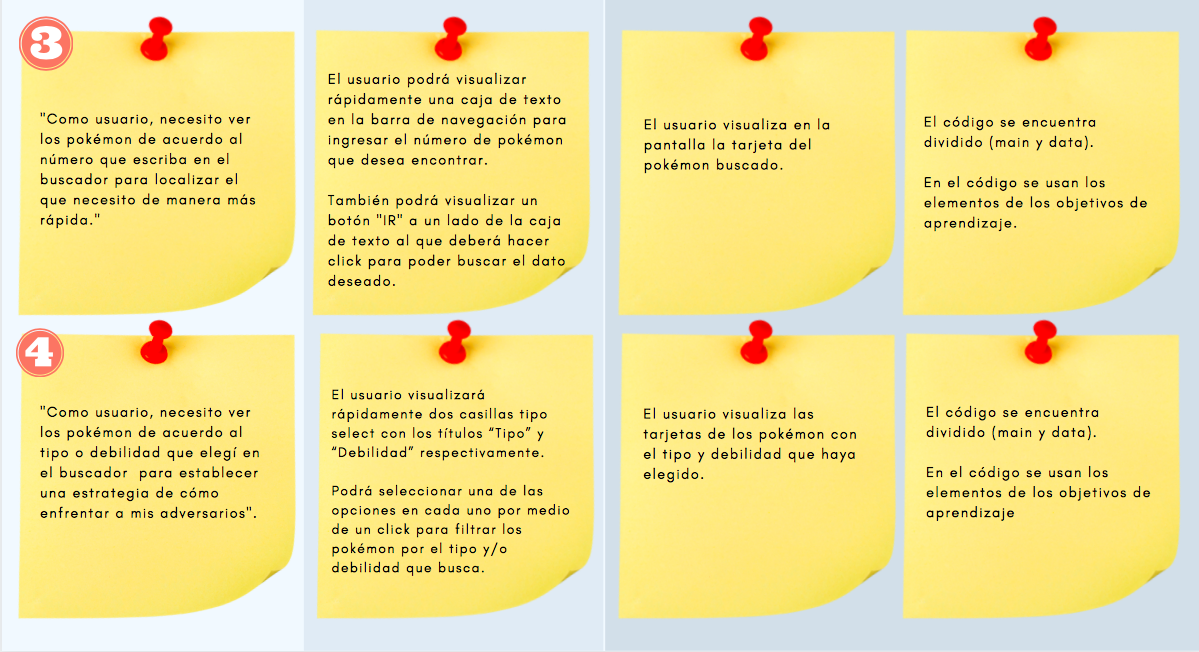 3
"Como usuario, necesito ver
los pokémon de acuerdo al
número que escriba en el
buscador para localizar el
que necesito de manera más
rápida."
El usuario podrá visualizar
rápidamente una caja de texto
en la barra de navegación para
ingresar el número de pokémon
que desea encontrar.
También podrá visualizar un
botón "IR" a un lado de la caja
de texto al que deberá hacer
click para poder buscar el dato
deseado.
El usuario visualiza en la
pantalla la tarjeta del
pokémon buscado.
El código se encuentra
dividido (main y data).
En el código se usan los
elementos de los objetivos de
aprendizaje.
4
"Como usuario, necesito ver
los pokémon de acuerdo al
tipo o debilidad que elegí en
el buscador  para establecer
una estrategia de cómo
enfrentar a mis adversarios".
El usuario visualizará
rápidamente dos casillas tipo
select con los títulos “Tipo” y
“Debilidad” respectivamente.
Podrá seleccionar una de las
opciones en cada uno por medio
de un click para filtrar los
pokémon por el tipo y/o
debilidad que busca.
El usuario visualiza las
tarjetas de los pokémon con
el tipo y debilidad que haya
elegido.
El código se encuentra
dividido (main y data).
En el código se usan los
elementos de los objetivos de
aprendizaje